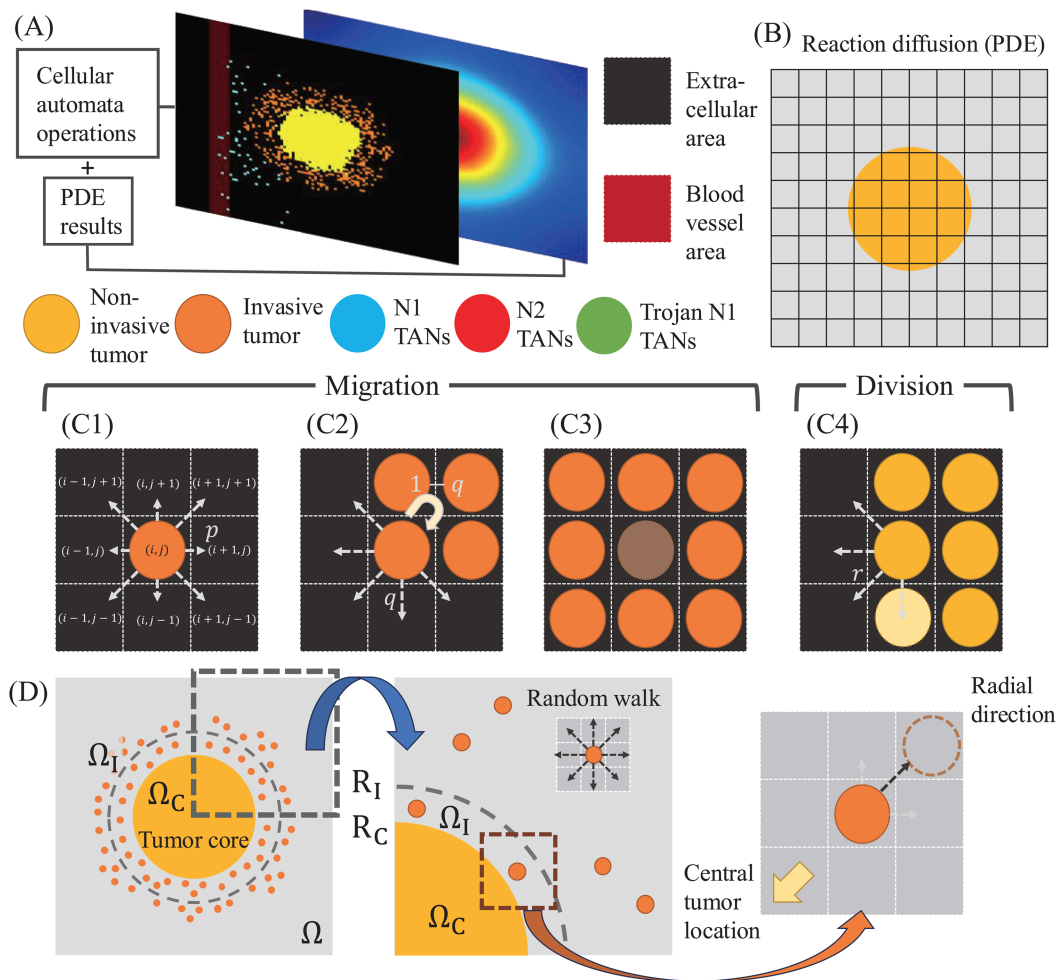 (A)
Cellular
automata
operations
+
PDE
results
Extra-
cellular
area
Blood
vessel
area
(B)
Reaction diffusion (PDE)
Non-
invasive
tumor
Invasive
tumor
N1
TANs
N2
TANs
Trojan N1
TANs
Migration
Division
(C1)
(i − 1, j + 1) (i, j + 1) (i + 1, j + 1)
p
(i − 1, j) (i, j) (i + 1, j)
(i − 1, j − 1) (i, j − 1) (i + 1, j − 1)
(C2)
1 − q
q
(C3)
(C4)
r
(D)
Ω_I
Ω_C
Tumor core
Ω
Random walk
R_I
R_C
Ω_I
Ω_C
Radial
direction
Central
tumor
location